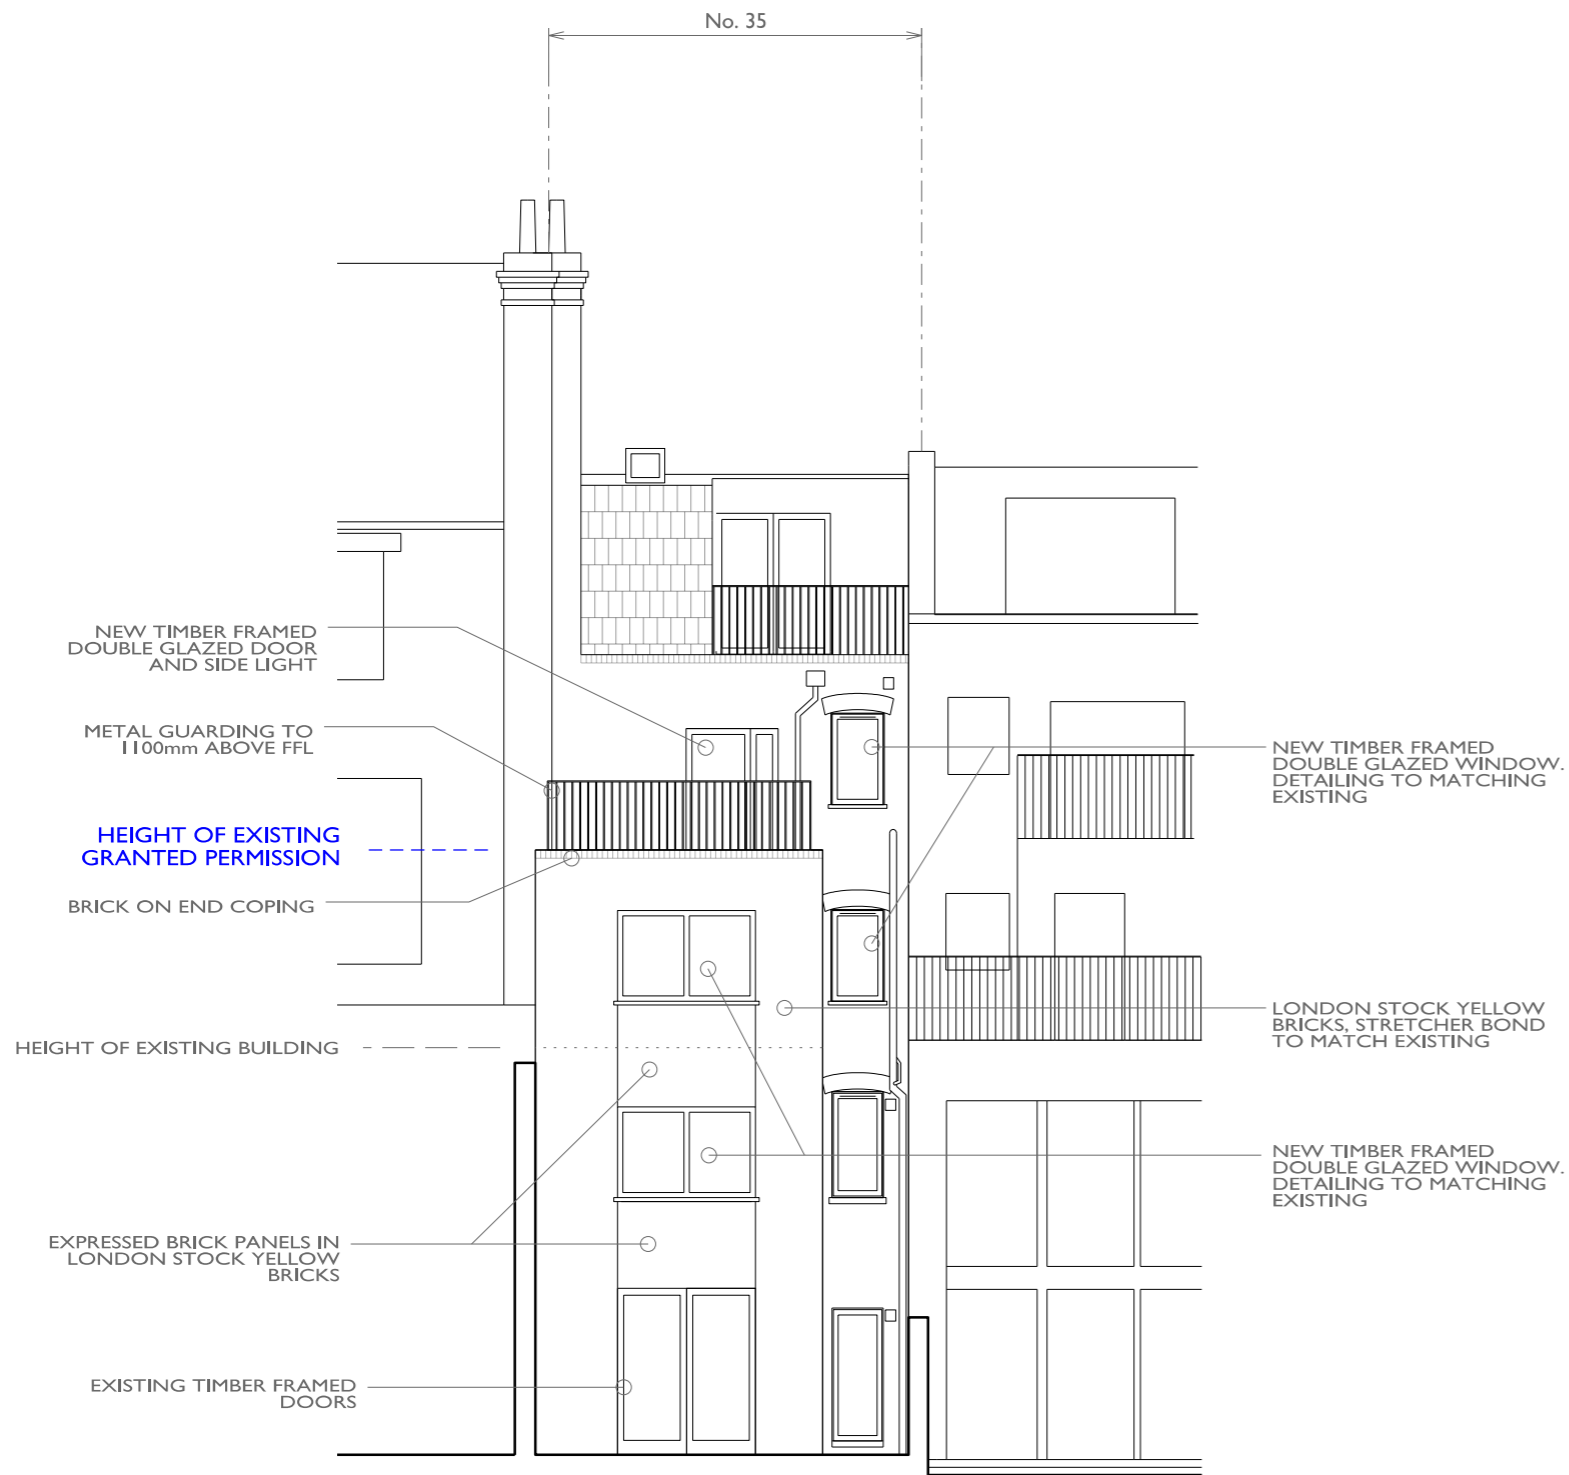 No. 35
NEW TIMBER FRAMED
DOUBLE GLAZED DOOR
AND SIDE LIGHT
METAL GUARDING TO
1100mm ABOVE FFL
HEIGHT OF EXISTING
GRANTED PERMISSION
BRICK ON END COPING
HEIGHT OF EXISTING BUILDING
EXPRESSED BRICK PANELS IN
LONDON STOCK YELLOW
BRICKS
EXISTING TIMBER FRAMED
DOORS
NEW TIMBER FRAMED
DOUBLE GLAZED WINDOW.
DETAILING TO MATCHING
EXISTING
LONDON STOCK YELLOW
BRICKS, STRETCHER BOND
TO MATCH EXISTING
NEW TIMBER FRAMED
DOUBLE GLAZED WINDOW.
DETAILING TO MATCHING
EXISTING